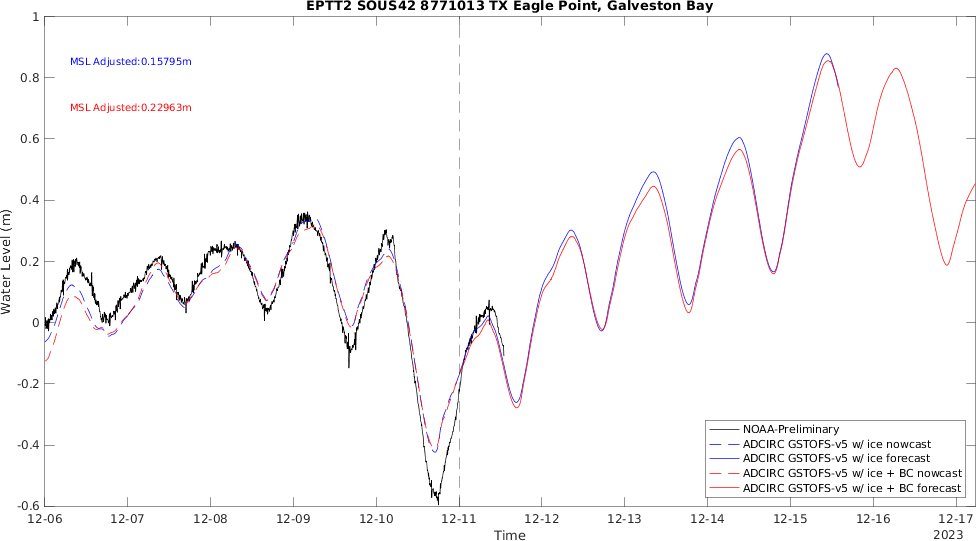 EPTT2 SOUS42 8771013 TX Eagle Point, Galveston Bay
MSL Adjusted:0.15795m
MSL Adjusted:0.22963m
Water Level (m)
1
0.8
0.6
0.4
0.2
0
-0.2
-0.4
-0.6
NOAA-Preliminary
ADCIRC GSTOFS-v5 w/ ice nowcast
ADCIRC GSTOFS-v5 w/ ice forecast
ADCIRC GSTOFS-v5 w/ ice + BC nowcast
ADCIRC GSTOFS-v5 w/ ice + BC forecast
12-06 12-07 12-08 12-09 12-10 12-11 12-12 12-13 12-14 12-15 12-16 12-17
Time
2023